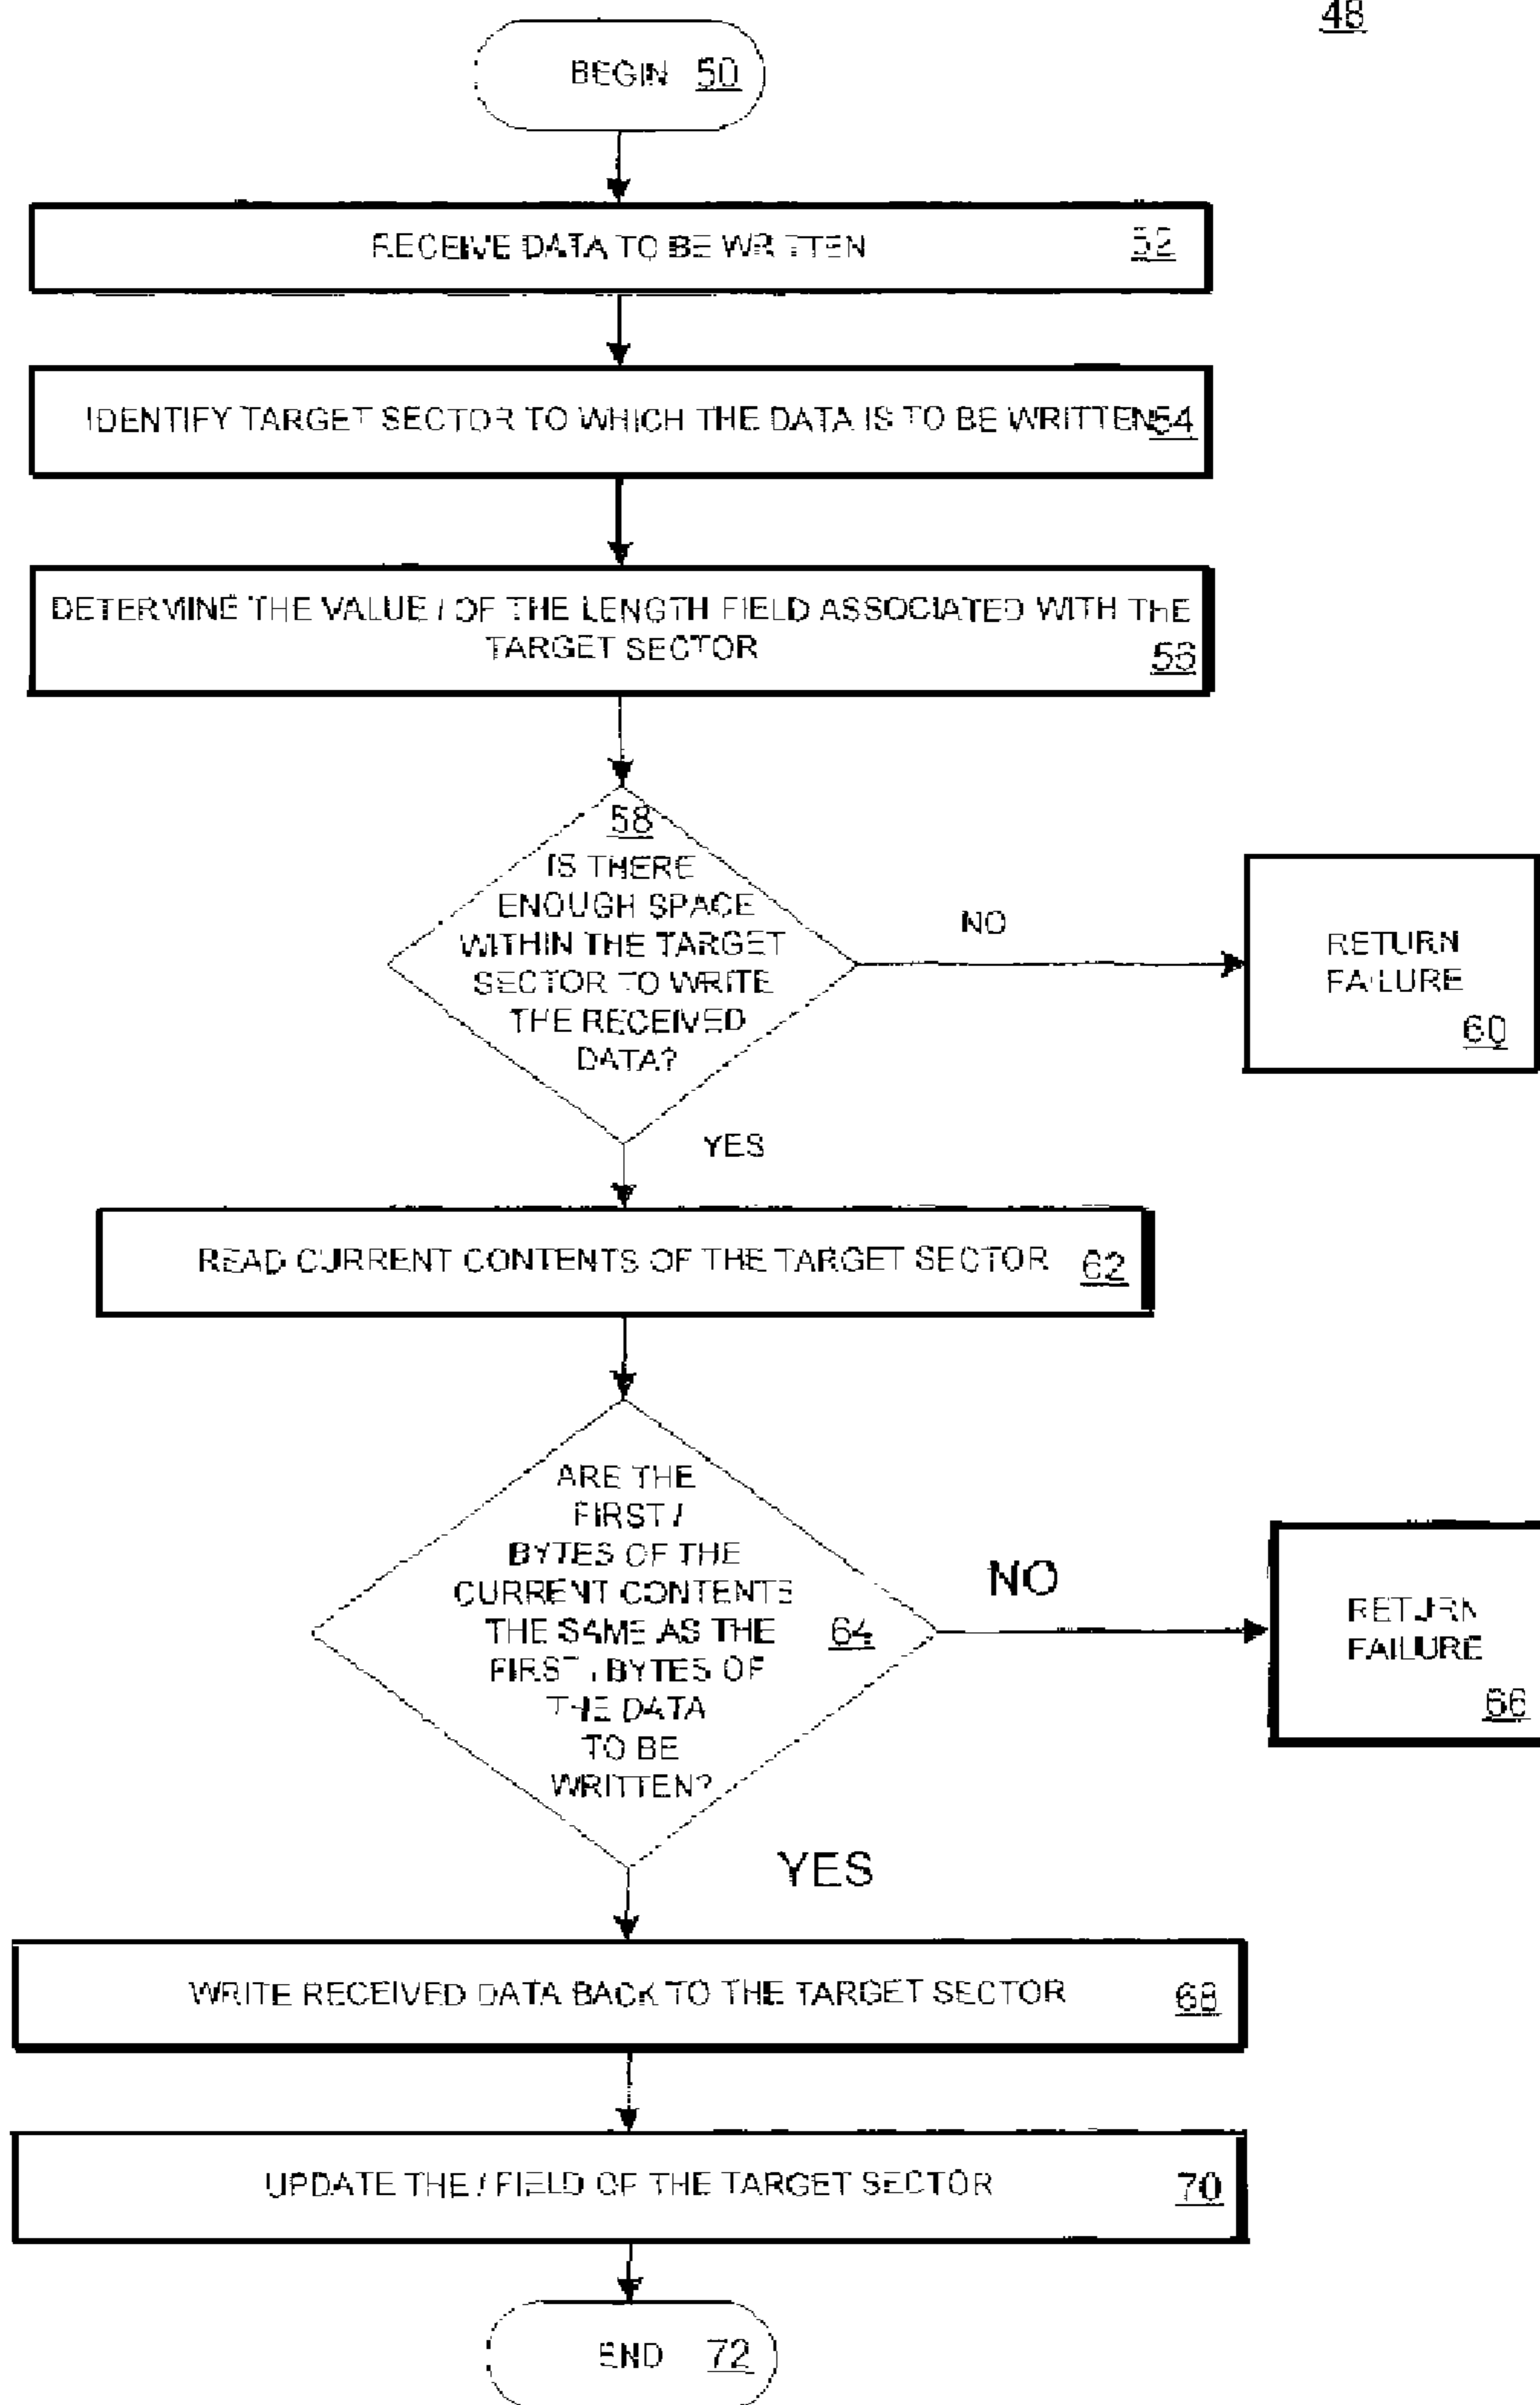 48
BEGIN 50
RECEIVE DATA TO BE WRITTEN 52
IDENTIFY TARGET SECTOR TO WHICH THE DATA IS TO BE WRITTEN 54
DETERMINE THE VALUE l OF THE LENGTH FIELD ASSOCIATED WITH THE
TARGET SECTOR 56
58
IS THERE
ENOUGH SPACE
WITHIN THE TARGET
SECTOR TO WRITE
THE RECEIVED
DATA?
NO
RETURN
FAILURE
60
YES
READ CURRENT CONTENTS OF THE TARGET SECTOR 62
ARE THE
FIRST l
BYTES OF THE
CURRENT CONTENTS
THE SAME AS THE 64
FIRST l BYTES OF
THE DATA
TO BE
WRITTEN?
NO
RETURN
FAILURE
66
YES
WRITE RECEIVED DATA BACK TO THE TARGET SECTOR 68
UPDATE THE l FIELD OF THE TARGET SECTOR 70
END 72